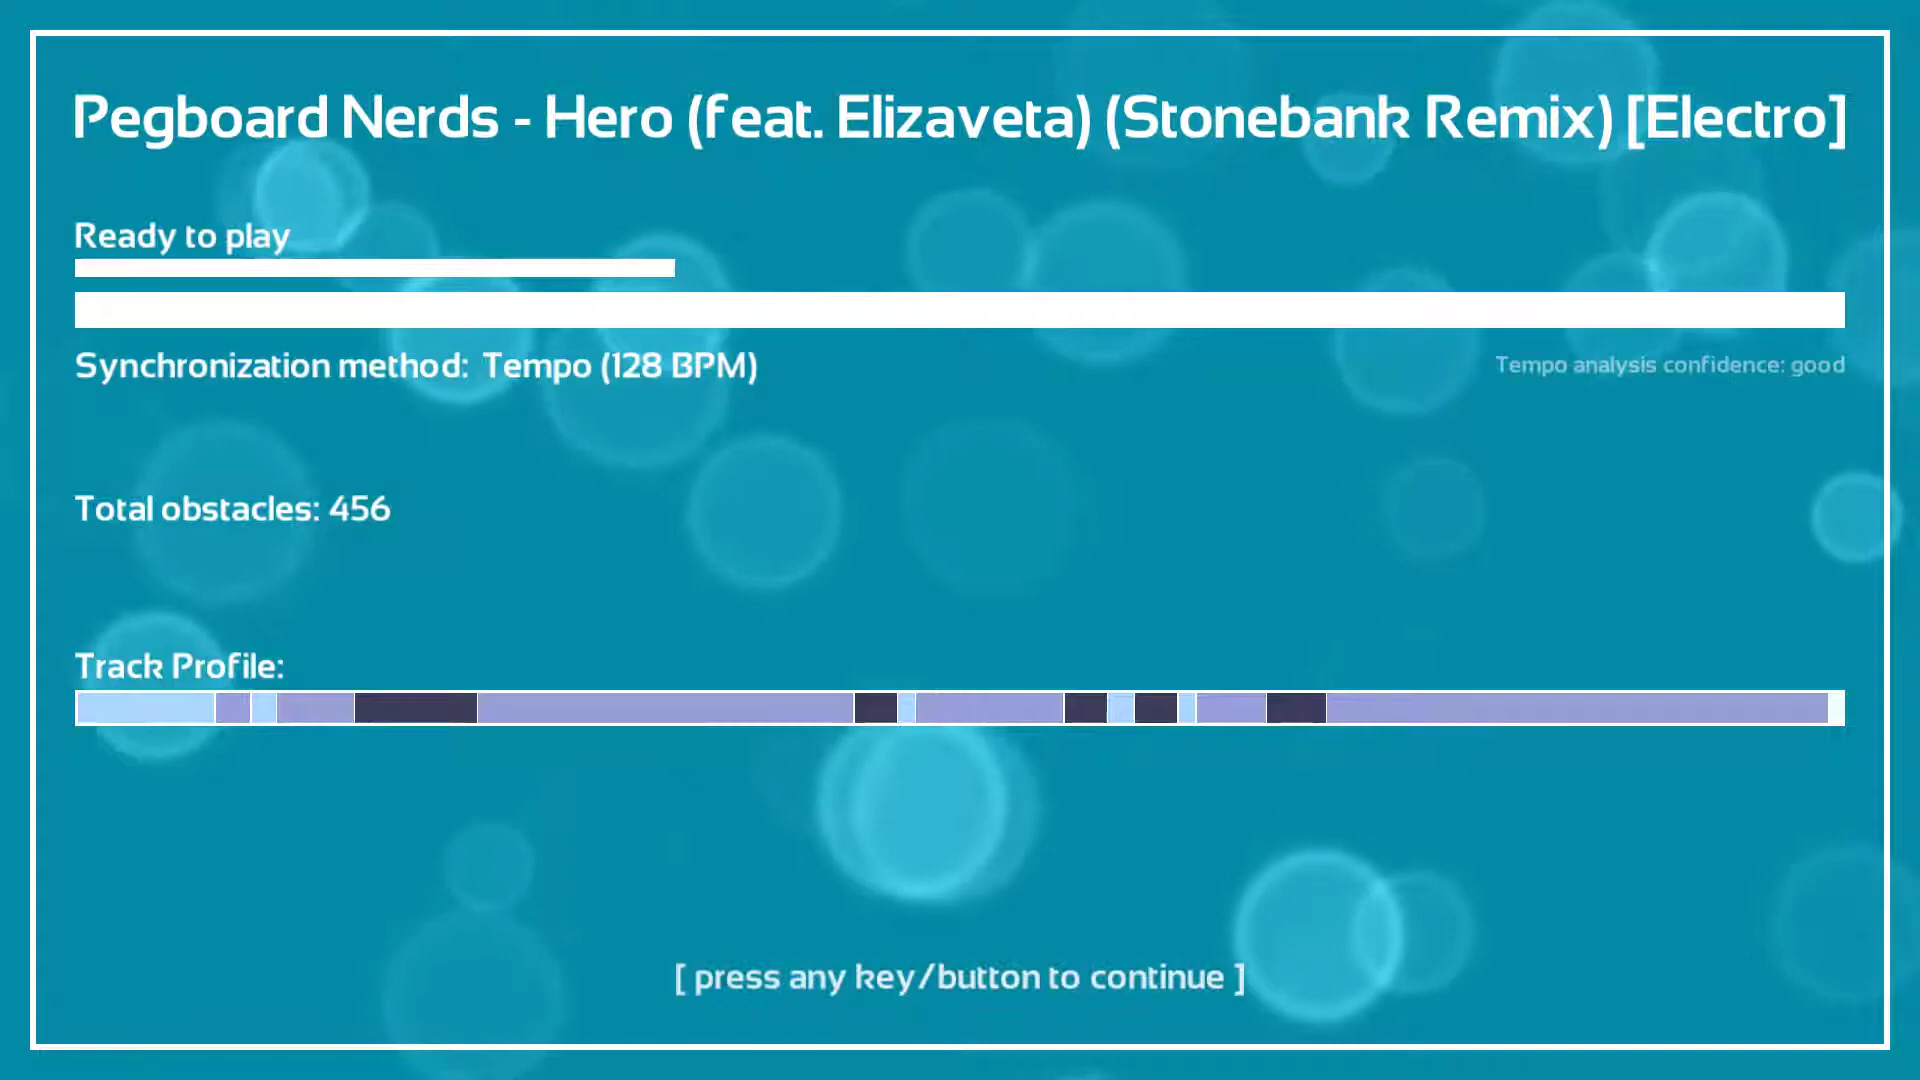 Pegboard Nerds - Hero (feat. Elizaveta) (Stonebank Remix) [Electro]
Ready to play
Synchronization method: Tempo (128 BPM)
Tempo analysis confidence: good
Total obstacles: 456
Track Profile:
[ press any key/button to continue ]